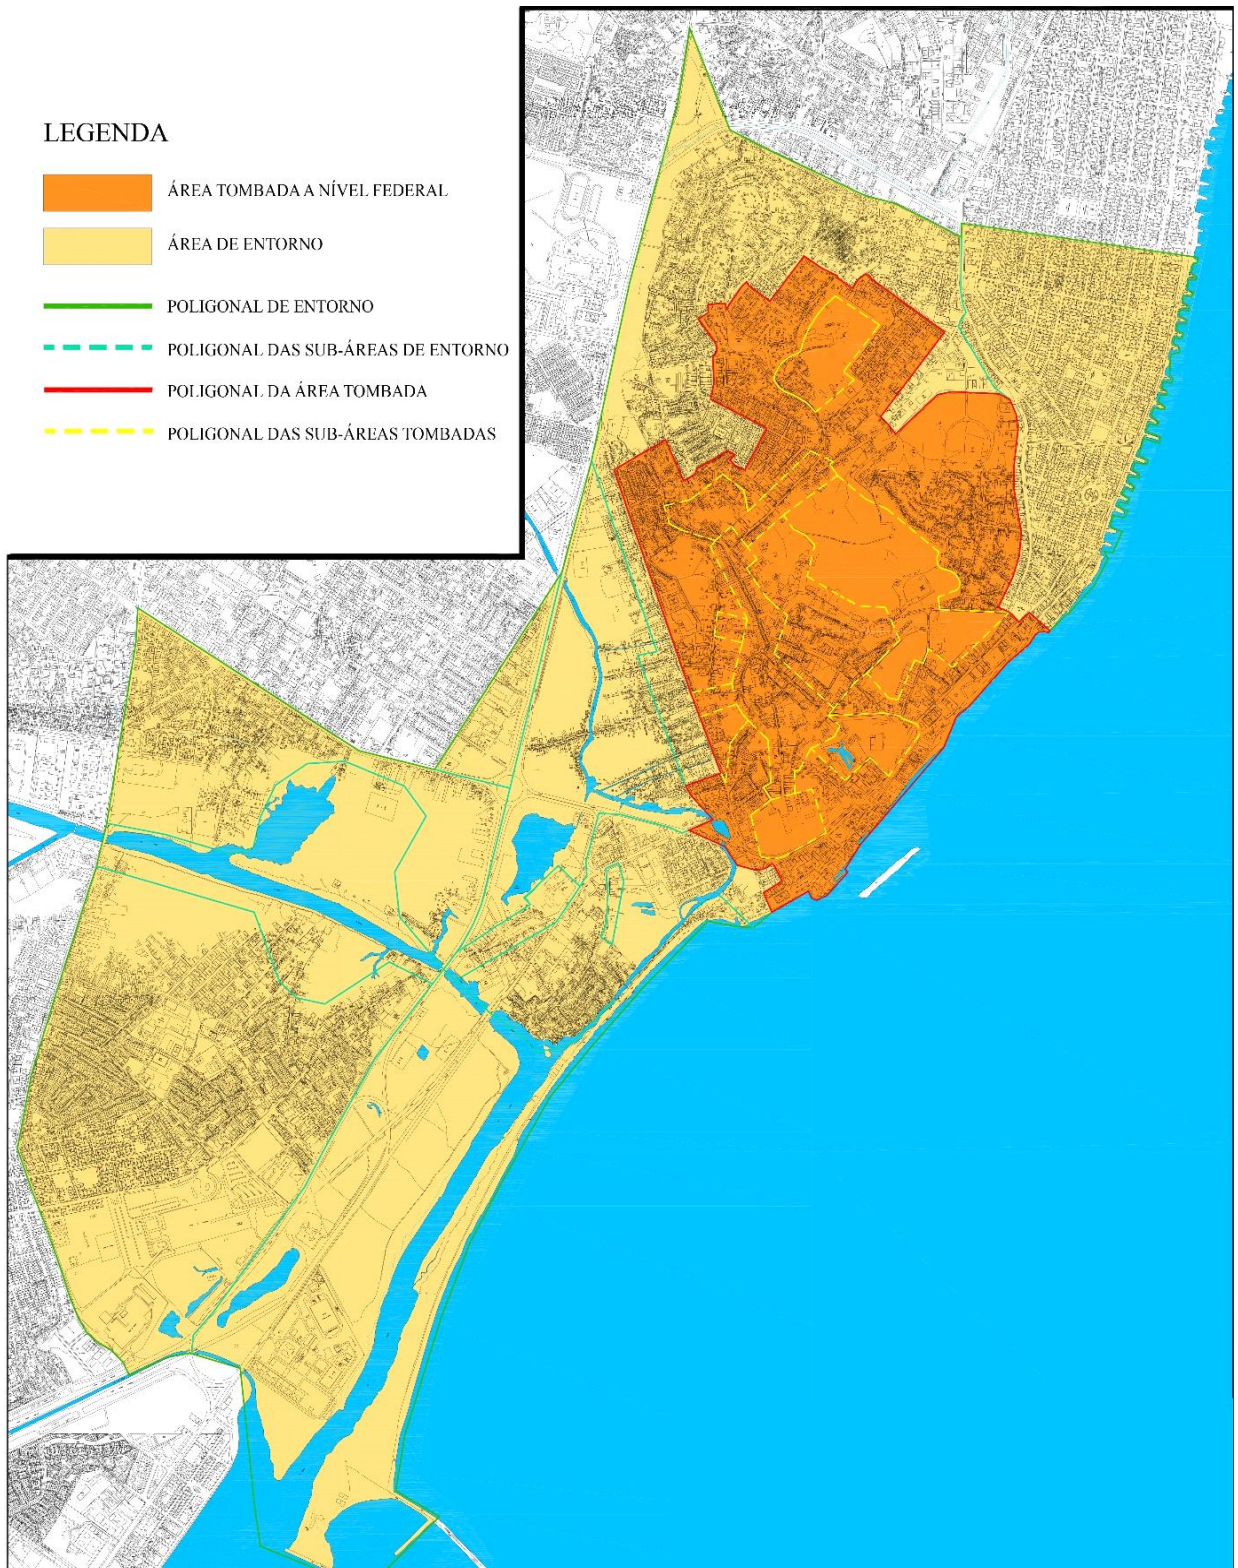 LEGENDA
ÁREA TOMBADA A NÍVEL FEDERAL
ÁREA DE ENTORNO
POLIGONAL DE ENTORNO
POLIGONAL DAS SUB-ÁREAS DE ENTORNO
POLIGONAL DA ÁREA TOMBADA
POLIGONAL DAS SUB-ÁREAS TOMBADAS